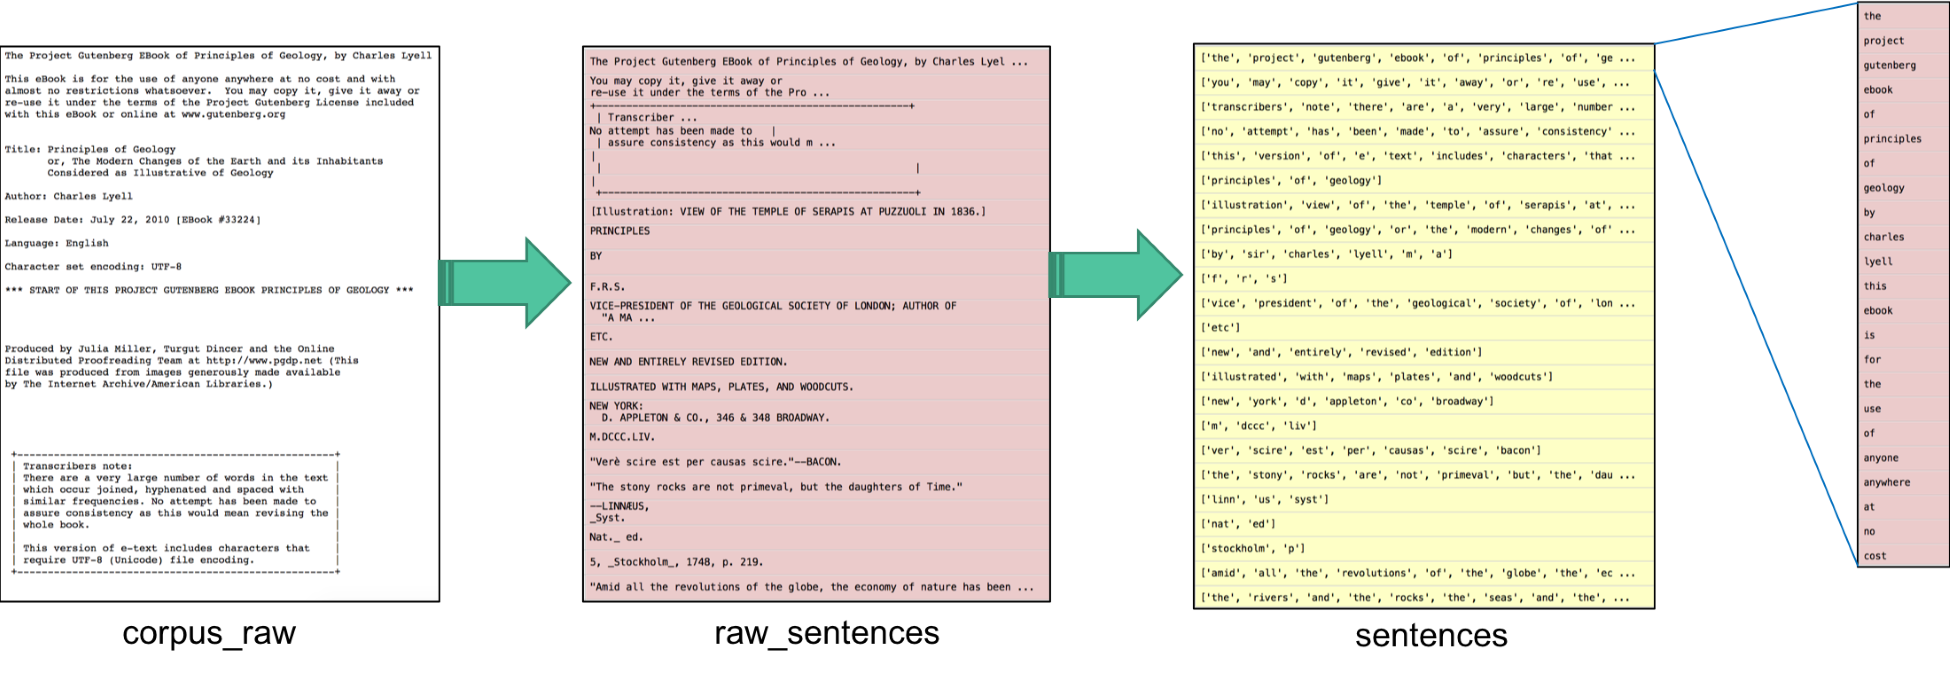 The Project Gutenberg EBook of Principles of Geology, by Charles Lyell
This eBook is for the use of anyone anywhere at no cost and with
almost no restrictions whatsoever.  You may copy it, give it away or
re-use it under the terms of the Project Gutenberg License included
with this eBook or online at www.gutenberg.org
Title: Principles of Geology
or, The Modern Changes of the Earth and its Inhabitants
Considered as Illustrative of Geology
Author: Charles Lyell
Release Date: July 22, 2010 [EBook #33224]
Language: English
Character set encoding: UTF-8
*** START OF THIS PROJECT GUTENBERG EBOOK PRINCIPLES OF GEOLOGY ***
Produced by Julia Miller, Turgut Dincer and the Online
Distributed Proofreading Team at http://www.pgdp.net (This
file was produced from images generously made available
by The Internet Archive/American Libraries.)
Transcribers note:
There are a very large number of words in the text
which occur joined, hyphenated and spaced with
similar frequencies. No attempt has been made to
assure consistency as this would mean revising the
whole book.
This version of e-text includes characters that
require UTF-8 (Unicode) file encoding.
corpus_raw
The Project Gutenberg EBook of Principles of Geology, by Charles Lyel ...
You may copy it, give it away or
re-use it under the terms of the Pro ...
| Transcriber ...
No attempt has been made to   |
| assure consistency as this would m ...
[Illustration: VIEW OF THE TEMPLE OF SERAPIS AT PUZZUOLI IN 1836.]
PRINCIPLES
BY
F.R.S.
VICE-PRESIDENT OF THE GEOLOGICAL SOCIETY OF LONDON; AUTHOR OF
"A MA ...
ETC.
NEW AND ENTIRELY REVISED EDITION.
ILLUSTRATED WITH MAPS, PLATES, AND WOODCUTS.
NEW YORK:
D. APPLETON & CO., 346 & 348 BROADWAY.
M.DCCC.LIV.
"Verè scire est per causas scire."--BACON.
"The stony rocks are not primeval, but the daughters of Time."
--LINNÆUS,
_Syst.
Nat._ ed.
5, _Stockholm_, 1748, p. 219.
"Amid all the revolutions of the globe, the economy of nature has been ...
raw_sentences
['the', 'project', 'gutenberg', 'ebook', 'of', 'principles', 'of', 'ge ...
['you', 'may', 'copy', 'it', 'give', 'it', 'away', 'or', 're', 'use', ...
['transcribers', 'note', 'there', 'are', 'a', 'very', 'large', 'number ...
['no', 'attempt', 'has', 'been', 'made', 'to', 'assure', 'consistency' ...
['this', 'version', 'of', 'e', 'text', 'includes', 'characters', 'that ...
['principles', 'of', 'geology']
['illustration', 'view', 'of', 'the', 'temple', 'of', 'serapis', 'at', ...
['principles', 'of', 'geology', 'or', 'the', 'modern', 'changes', 'of' ...
['by', 'sir', 'charles', 'lyell', 'm', 'a']
['f', 'r', 's']
['vice', 'president', 'of', 'the', 'geological', 'society', 'of', 'lon ...
['etc']
['new', 'and', 'entirely', 'revised', 'edition']
['illustrated', 'with', 'maps', 'plates', 'and', 'woodcuts']
['new', 'york', 'd', 'appleton', 'co', 'broadway']
['m', 'dccc', 'liv']
['ver', 'scire', 'est', 'per', 'causas', 'scire', 'bacon']
['the', 'stony', 'rocks', 'are', 'not', 'primeval', 'but', 'the', 'dau ...
['linn', 'us', 'syst']
['nat', 'ed']
['stockholm', 'p']
['amid', 'all', 'the', 'revolutions', 'of', 'the', 'globe', 'the', 'ec ...
['the', 'rivers', 'and', 'the', 'rocks', 'the', 'seas', 'and', 'the', ...
sentences
the
project
gutenberg
ebook
of
principles
of
geology
by
charles
lyell
this
ebook
is
for
the
use
of
anyone
anywhere
at
no
cost